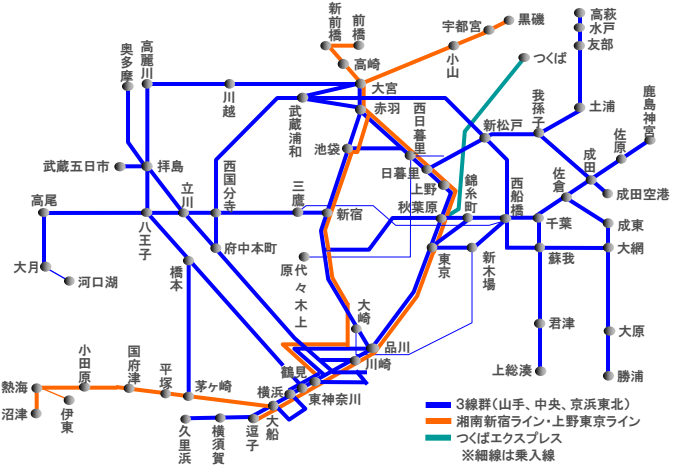 新前橋
前橋
宇都宮
黒磯
高萩
水戸
友部
奥多摩
高麗川
高崎
小山
つくば
川越
大宮
武蔵浦和
赤羽
西日暮里
新松戸
我孫子
土浦
鹿島神宮
佐原
成田
池袋
武蔵五日市
拝島
西国分寺
日暮里
上野
錦糸町
西船橋
佐倉
成田空港
高尾
立川
三鷹
新宿
秋葉原
千葉
成東
八王子
府中本町
代々木上原
東京
新木場
蘇我
大網
大月
河口湖
橋本
大崎
君津
大原
品川
川崎
小田原
国府津
平塚
茅ヶ崎
鶴見
横浜
東神奈川
上総湊
勝浦
熱海
伊東
沼津
大船
久里浜
横須賀
逗子
3線群(山手、中央、京浜東北)
湘南新宿ライン・上野東京ライン
つくばエクスプレス
※細線は乗入線